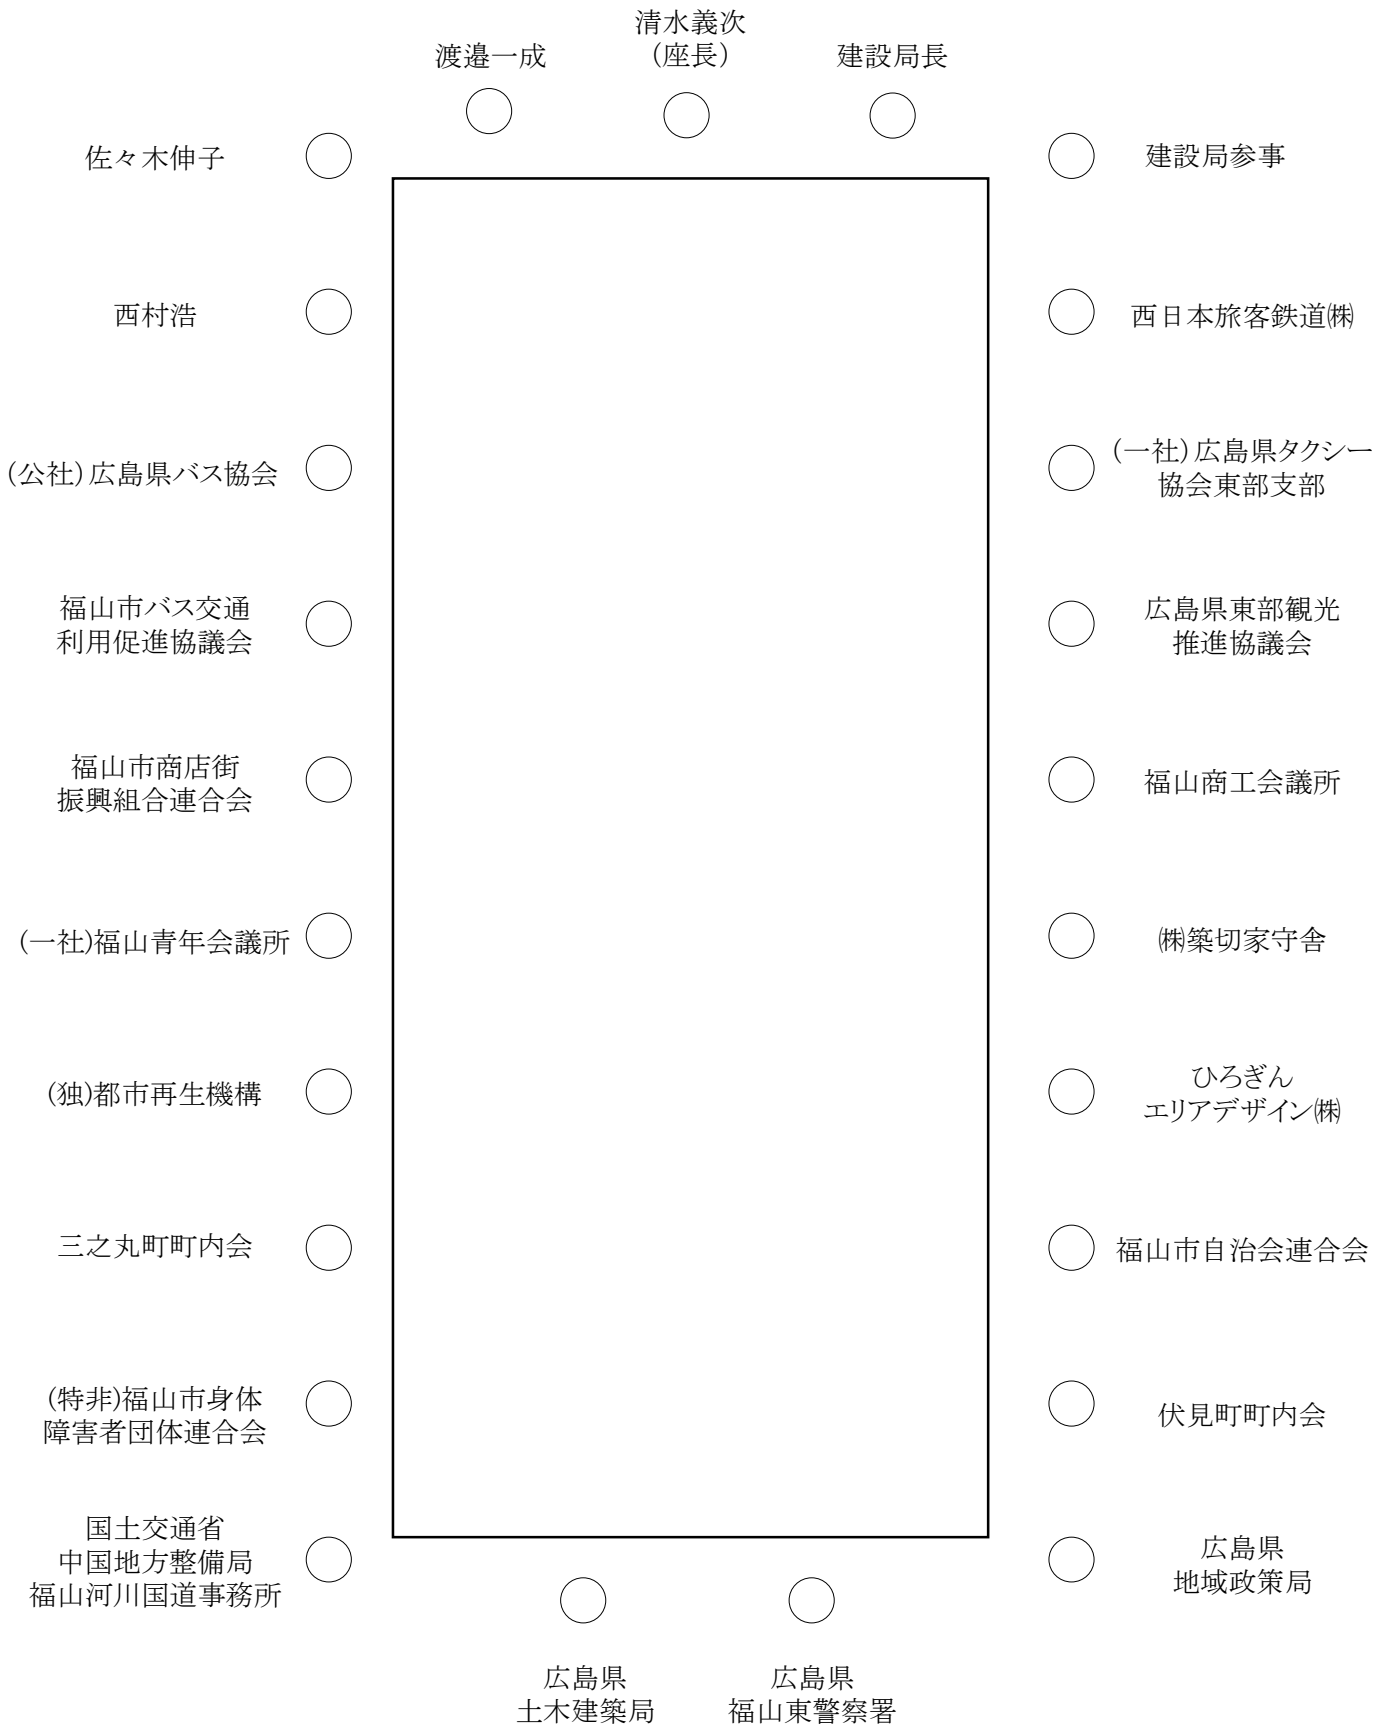 清水義次
（座長）
渡邉一成
建設局長
佐々木伸子
建設局参事
西村浩
西日本旅客鉄道㈱
（公社）広島県バス協会
（一社）広島県タクシー
協会東部支部
福山市バス交通
利用促進協議会
広島県東部観光
推進協議会
福山市商店街
振興組合連合会
福山商工会議所
(一社)福山青年会議所
㈱築切家守舎
(独)都市再生機構
ひろぎん
エリアデザイン㈱
三之丸町町内会
福山市自治会連合会
(特非)福山市身体
障害者団体連合会
伏見町町内会
国土交通省
中国地方整備局
福山河川国道事務所
広島県
地域政策局
広島県
土木建築局
広島県
福山東警察署